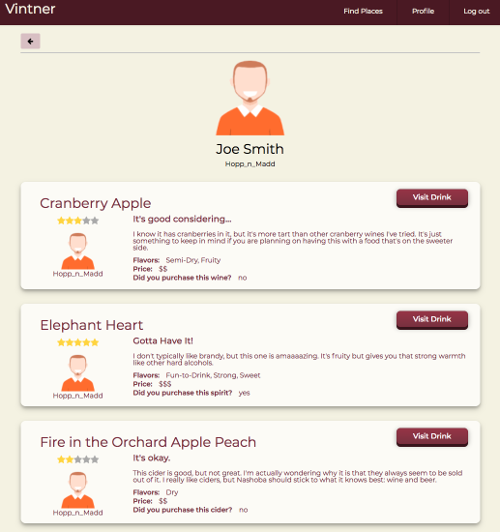 Vintner
Find Places Profile Log out
Joe Smith
Hopp_n_Madd
Cranberry Apple
Visit Drink
It's good considering...
I know it has cranberries in it, but it's more tart than other cranberry wines I've tried. It's just
something to keep in mind if you are planning on having this with a food that's on the sweeter
side.
Hopp_n_Madd
Flavors: Semi-Dry, Fruity
Price: $$
Did you purchase this wine? no
Elephant Heart
Visit Drink
Gotta Have It!
I don't typically like brandy, but this one is amaaaazing. It's fruity but gives you that strong warmth
like other hard alcohols.
Hopp_n_Madd
Flavors: Fun-to-Drink, Strong, Sweet
Price: $$$
Did you purchase this spirit? yes
Fire in the Orchard Apple Peach
Visit Drink
It's okay.
This cider is good, but not great. I'm actually wondering why it is that they always seem to be sold
out of it. I really like ciders, but Nashoba should stick to what it knows best: wine and beer.
Hopp_n_Madd
Flavors: Dry
Price: $$
Did you purchase this cider? no